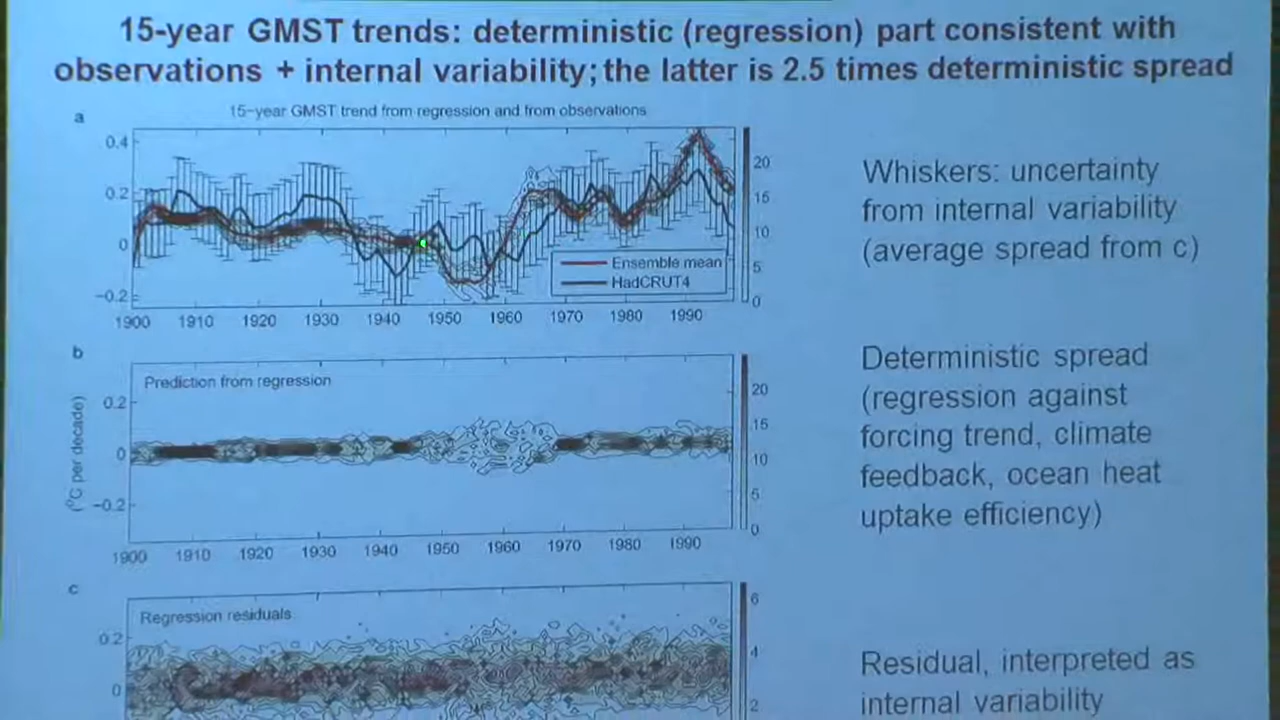 15-year GMST trends: deterministic (regression) part consistent with
observations + internal variability; the latter is 2.5 times deterministic spread
a
15-year GMST trend from regression and from observations
0.4
0.2
0
-0.2
20
15
10
5
0
Ensemble mean
HadCRUT4
1900 1910 1920 1930 1940 1950 1960 1970 1980 1990
Whiskers: uncertainty
from internal variability
(average spread from c)
b
Prediction from regression
(°C per decade)
0.2
0
-0.2
20
15
10
5
0
1900 1910 1920 1930 1940 1950 1960 1970 1980 1990
Deterministic spread
(regression against
forcing trend, climate
feedback, ocean heat
uptake efficiency)
c
Regression residuals
0.2
0
6
4
2
Residual, interpreted as
internal variability